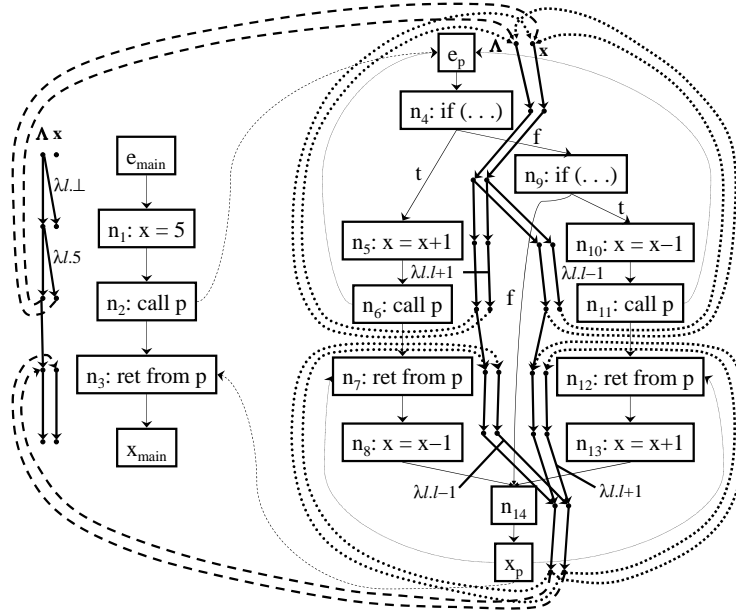 Λ x
e_p
n_4: if (. . .)
Λ x
e_main
t
f
n_9: if (. . .)
λl.⊥
n_1: x = 5
t
n_5: x = x+1
n_10: x = x−1
λl.5
λl.l+1
λl.l−1
n_2: call p
n_6: call p
f
n_11: call p
n_3: ret from p
n_7: ret from p
n_12: ret from p
x_main
n_8: x = x−1
n_13: x = x+1
λl.l−1
λl.l+1
n_14
x_p